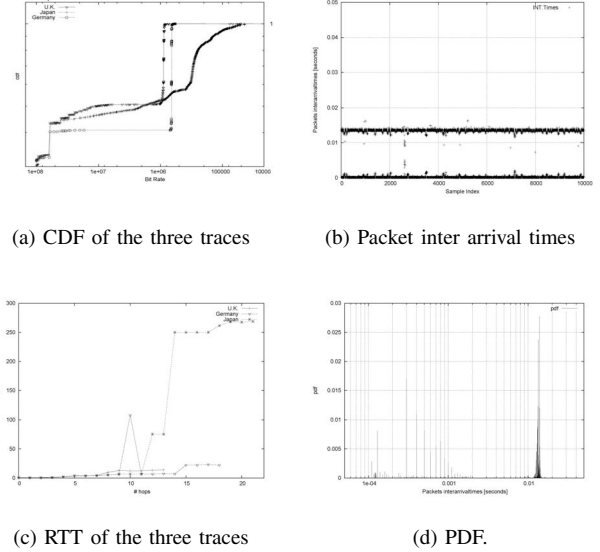 U.K.
Japan
Germany
1
cdf
1e+08 1e+07 1e+06 100000 10000
Bit Rate
(a) CDF of the three traces
INT.Times
0.05
0.04
0.03
0.02
0.01
0
Packets interarrivaltimes [seconds]
0 2000 4000 6000 8000 10000
Sample Index
(b) Packet inter arrival times
U.K.
Germany
Japan
300
250
200
150
100
50
0
0 5 10 15 20
# hops
(c) RTT of the three traces
pdf
0.03
0.025
0.02
0.015
0.01
0.005
0
pdf
1e-04 0.001 0.01
Packets interarrivaltimes [seconds]
(d) PDF.